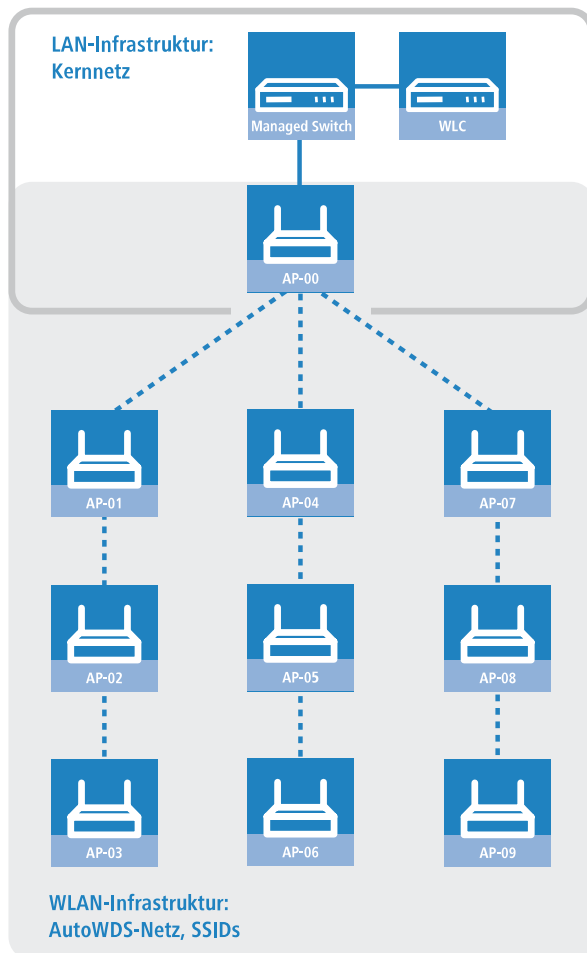 LAN-Infrastruktur:
Kernnetz
Managed Switch
WLC
AP-00
AP-01
AP-04
AP-07
AP-02
AP-05
AP-08
AP-03
AP-06
AP-09
WLAN-Infrastruktur:
AutoWDS-Netz, SSIDs